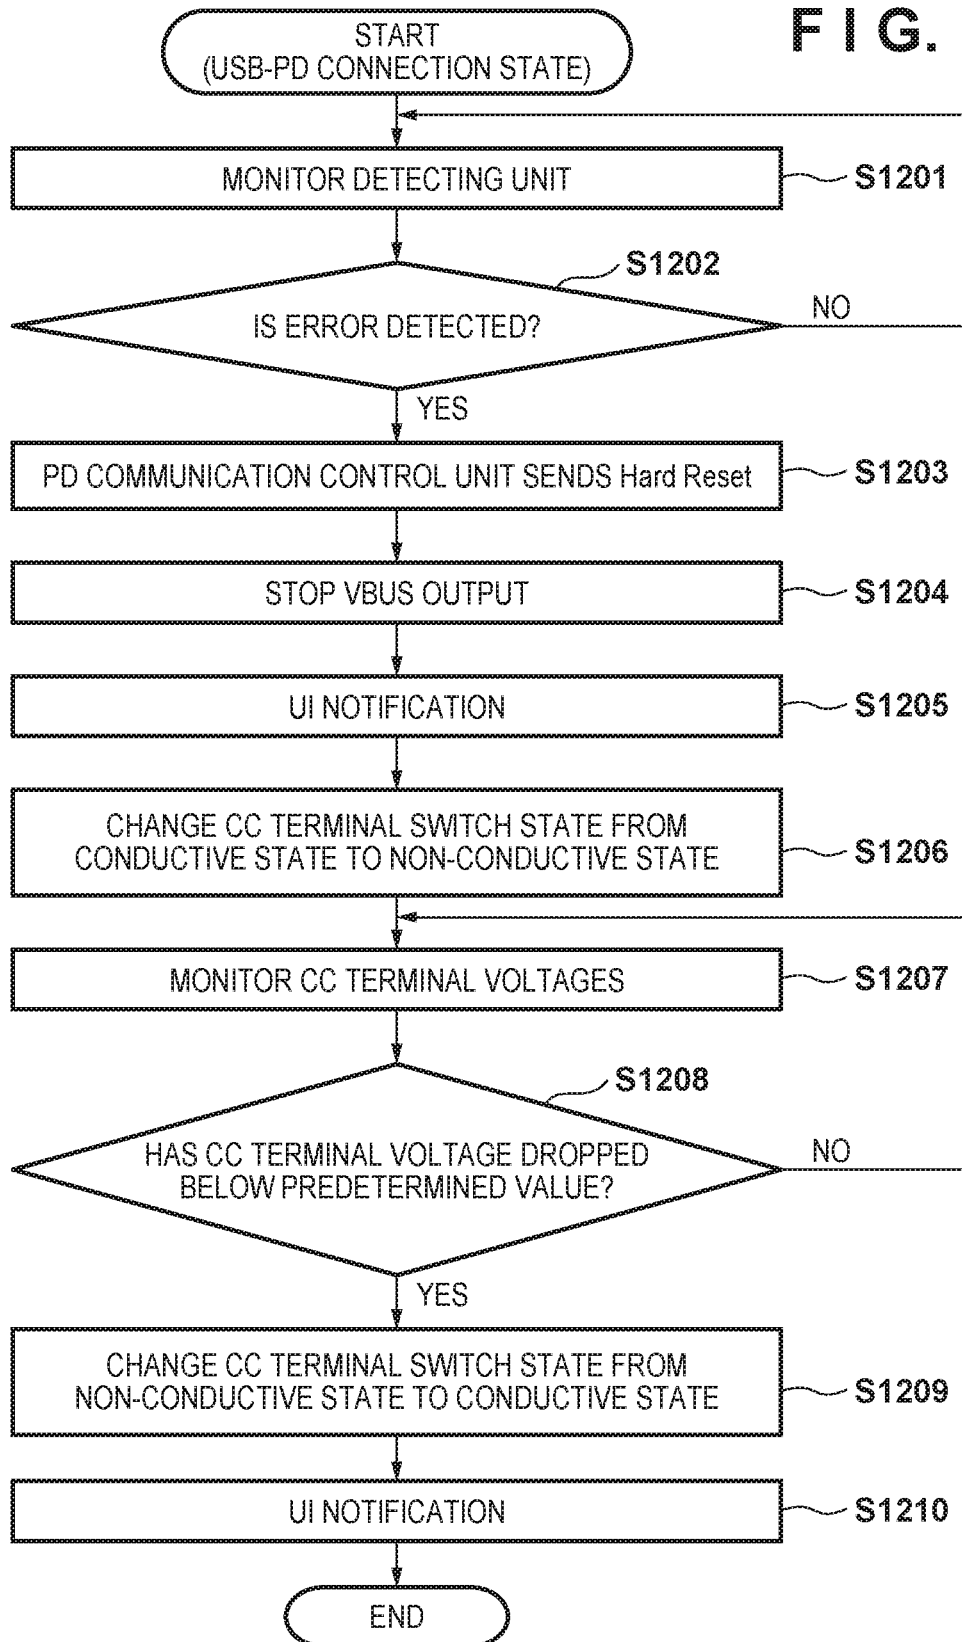 FIG.
START
(USB-PD CONNECTION STATE)
MONITOR DETECTING UNIT
S1201
S1202
IS ERROR DETECTED?
NO
YES
PD COMMUNICATION CONTROL UNIT SENDS Hard Reset
S1203
STOP VBUS OUTPUT
S1204
UI NOTIFICATION
S1205
CHANGE CC TERMINAL SWITCH STATE FROM
CONDUCTIVE STATE TO NON-CONDUCTIVE STATE
S1206
MONITOR CC TERMINAL VOLTAGES
S1207
S1208
HAS CC TERMINAL VOLTAGE DROPPED
BELOW PREDETERMINED VALUE?
NO
YES
CHANGE CC TERMINAL SWITCH STATE FROM
NON-CONDUCTIVE STATE TO CONDUCTIVE STATE
S1209
UI NOTIFICATION
S1210
END